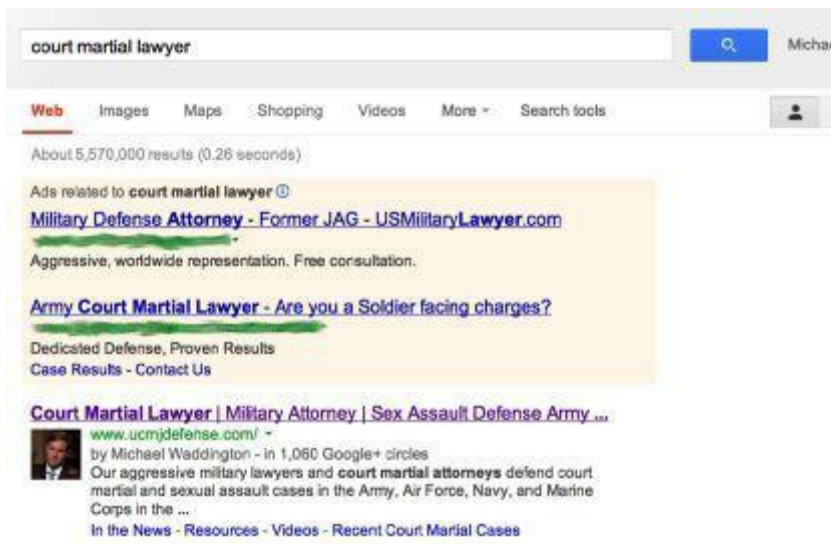 court martial lawyer
Micha
Web Images Maps Shopping Videos More Search tools
About 5,570,000 results (0.26 seconds)
Ads related to court martial lawyer
Military Defense Attorney - Former JAG - USMilitaryLawyer.com
Aggressive, worldwide representation. Free consultation.
Army Court Martial Lawyer - Are you a Soldier facing charges?
Dedicated Defense, Proven Results
Case Results - Contact Us
Court Martial Lawyer | Military Attorney | Sex Assault Defense Army ...
www.ucmjdefense.com/
by Michael Waddington - in 1,060 Google+ circles
Our aggressive military lawyers and court martial attorneys defend court
martial and sexual assault cases in the Army, Air Force, Navy, and Marine
Corps in the ...
In the News - Resources - Videos - Recent Court Martial Cases